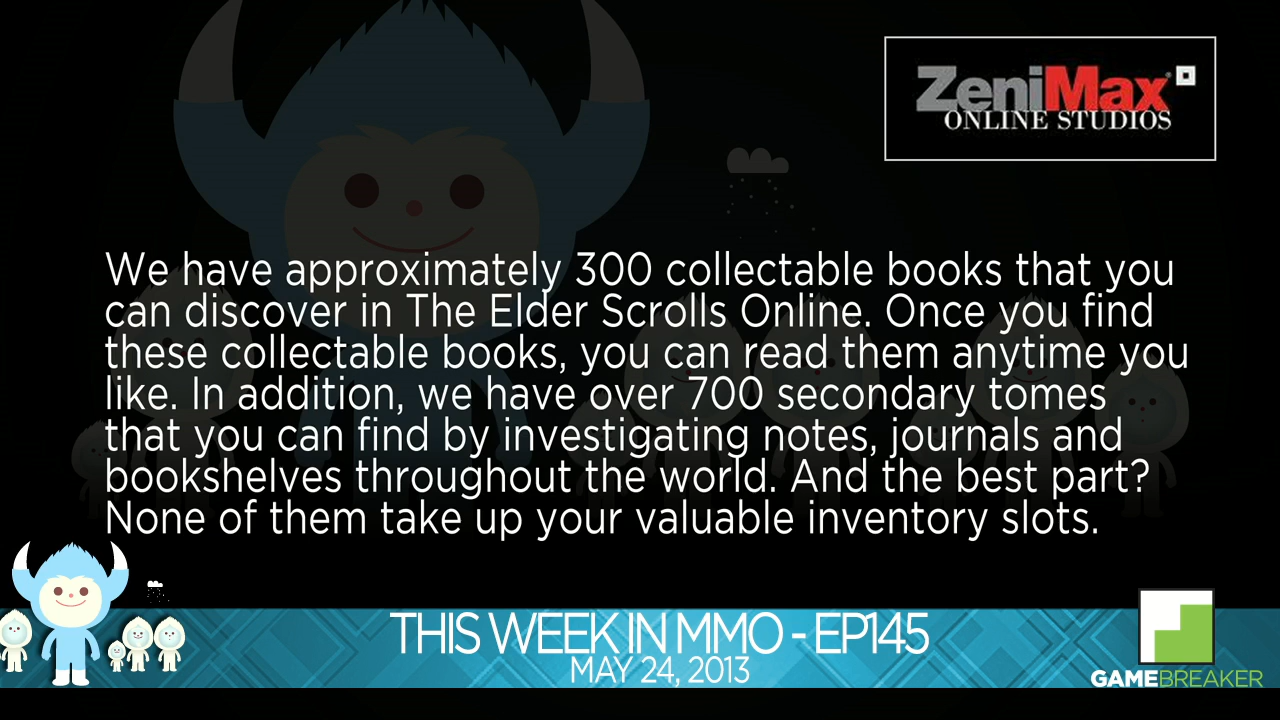 ZeniMax
ONLINE STUDIOS
We have approximately 300 collectable books that you
can discover in The Elder Scrolls Online. Once you find
these collectable books, you can read them anytime you
like. In addition, we have over 700 secondary tomes
that you can find by investigating notes, journals and
bookshelves throughout the world. And the best part?
None of them take up your valuable inventory slots.
THIS WEEK IN MMO - EP145
MAY 24, 2013
GAMEBREAKER